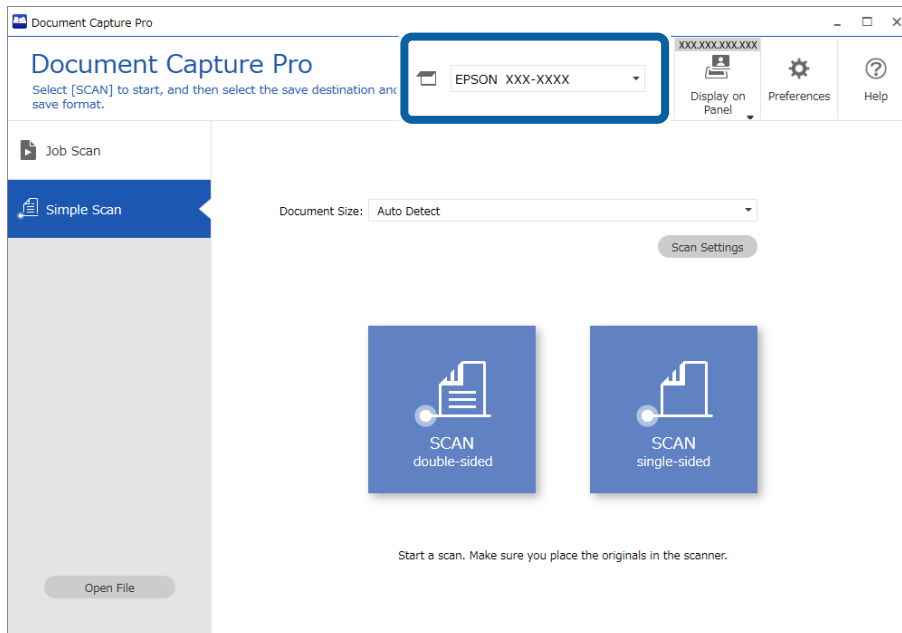 Document Capture Pro
Document Capture Pro
Select [SCAN] to start, and then select the save destination and
save format.
EPSON XXX-XXXX
XXX.XXX.XXX.XXX
Display on
Panel
Preferences
Help
Job Scan
Simple Scan
Document Size:
Auto Detect
Scan Settings
SCAN
double-sided
SCAN
single-sided
Start a scan. Make sure you place the originals in the scanner.
Open File